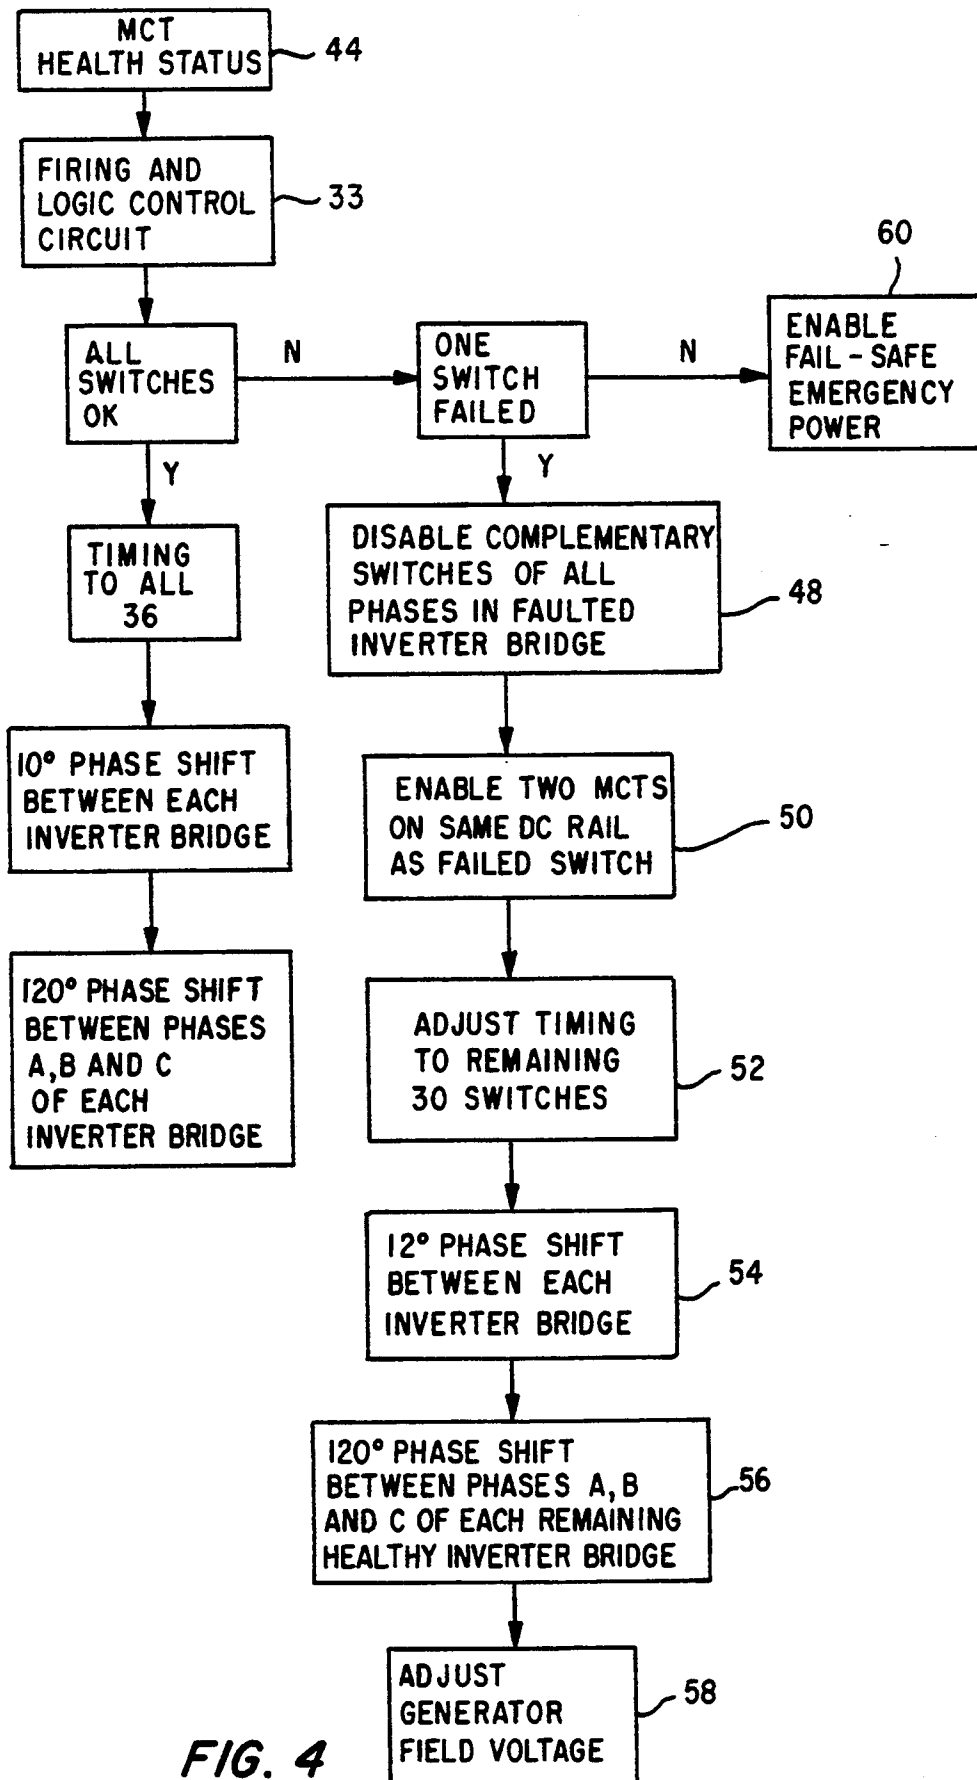 MCT
HEALTH STATUS
44
FIRING AND
LOGIC CONTROL
CIRCUIT
33
ALL
SWITCHES
OK
N
ONE
SWITCH
FAILED
N
60
ENABLE
FAIL-SAFE
EMERGENCY
POWER
Y
TIMING
TO ALL
36
10° PHASE SHIFT
BETWEEN EACH
INVERTER BRIDGE
120° PHASE SHIFT
BETWEEN PHASES
A, B AND C
OF EACH
INVERTER BRIDGE
Y
DISABLE COMPLEMENTARY
SWITCHES OF ALL
PHASES IN FAULTED
INVERTER BRIDGE
48
ENABLE TWO MCTS
ON SAME DC RAIL
AS FAILED SWITCH
50
ADJUST TIMING
TO REMAINING
30 SWITCHES
52
12° PHASE SHIFT
BETWEEN EACH
INVERTER BRIDGE
54
120° PHASE SHIFT
BETWEEN PHASES A, B
AND C OF EACH REMAINING
HEALTHY INVERTER BRIDGE
56
ADJUST
GENERATOR
FIELD VOLTAGE
58
FIG. 4